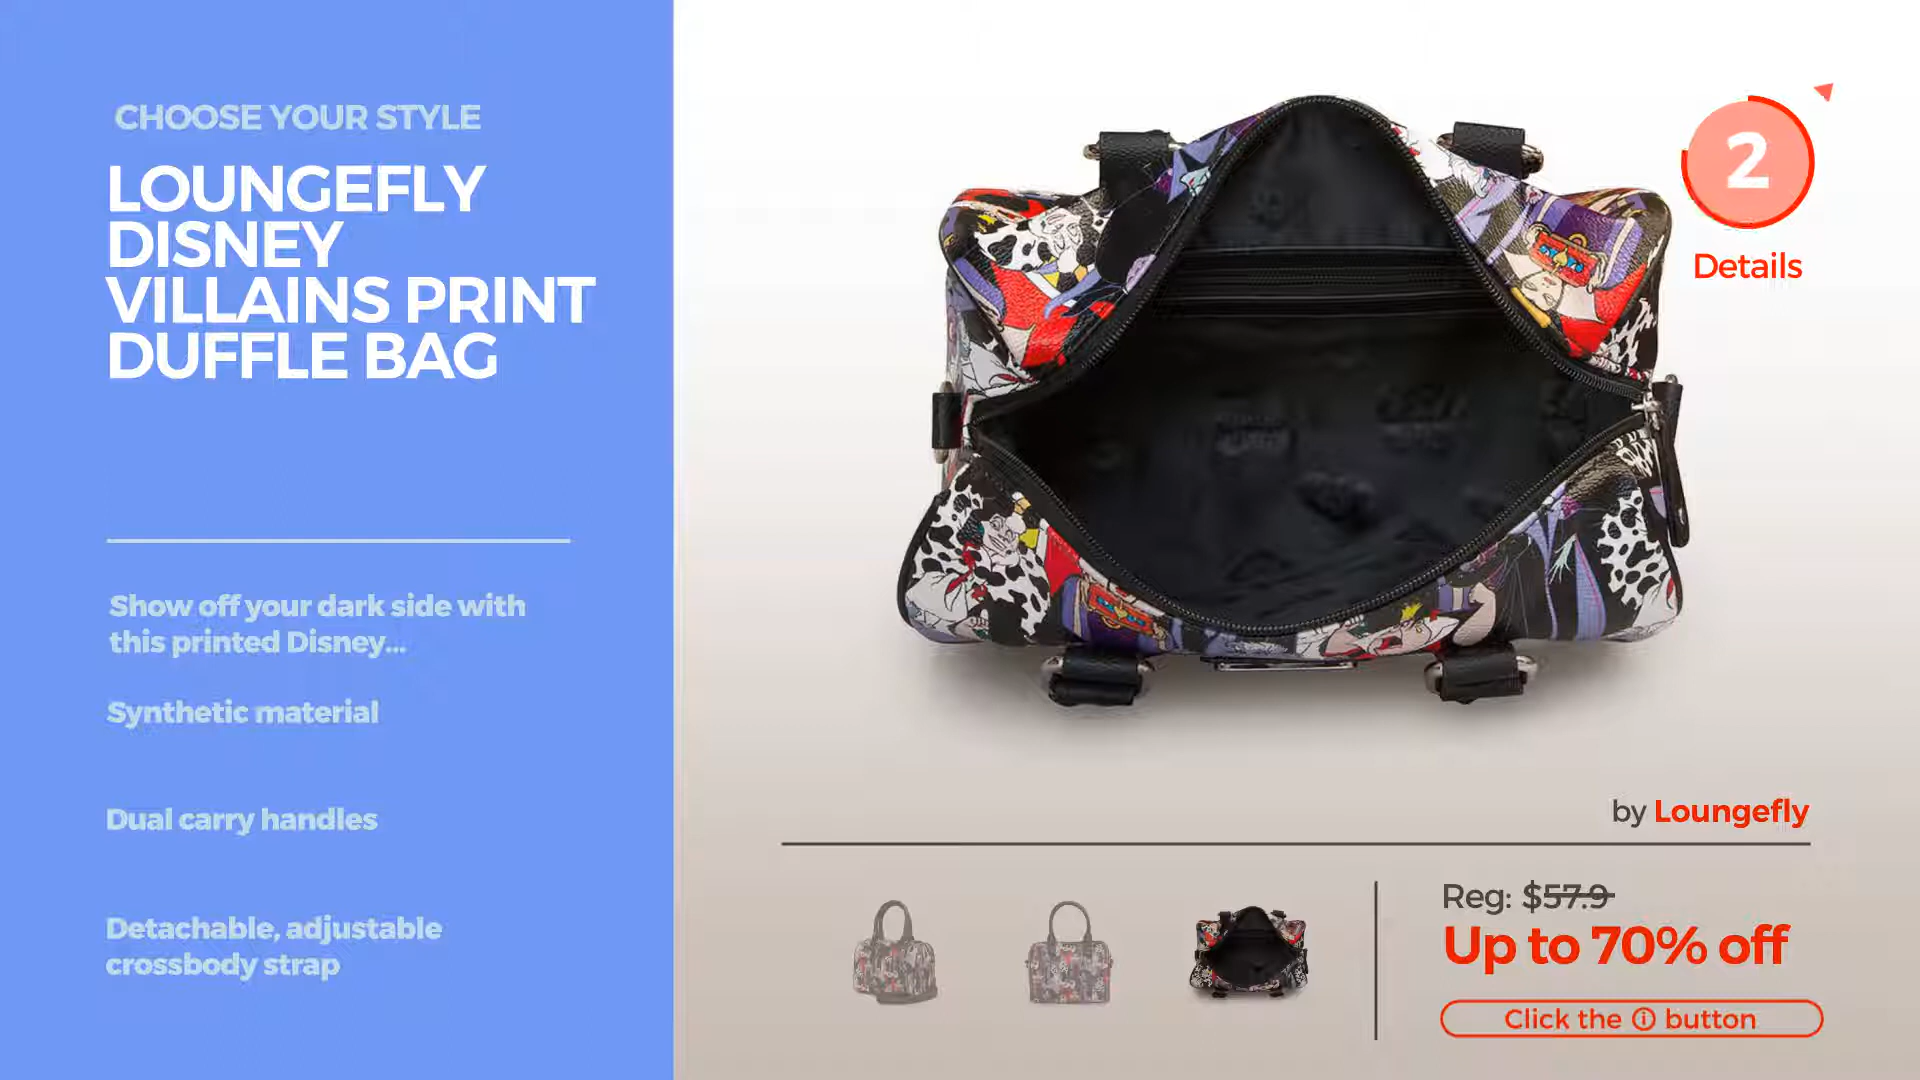 CHOOSE YOUR STYLE
LOUNGEFLY
DISNEY
VILLAINS PRINT
DUFFLE BAG
Show off your dark side with
this printed Disney...
Synthetic material
Dual carry handles
Detachable, adjustable
crossbody strap
2
Details
by Loungefly
Reg: $57.9
Up to 70% off
Click the ⓘ button